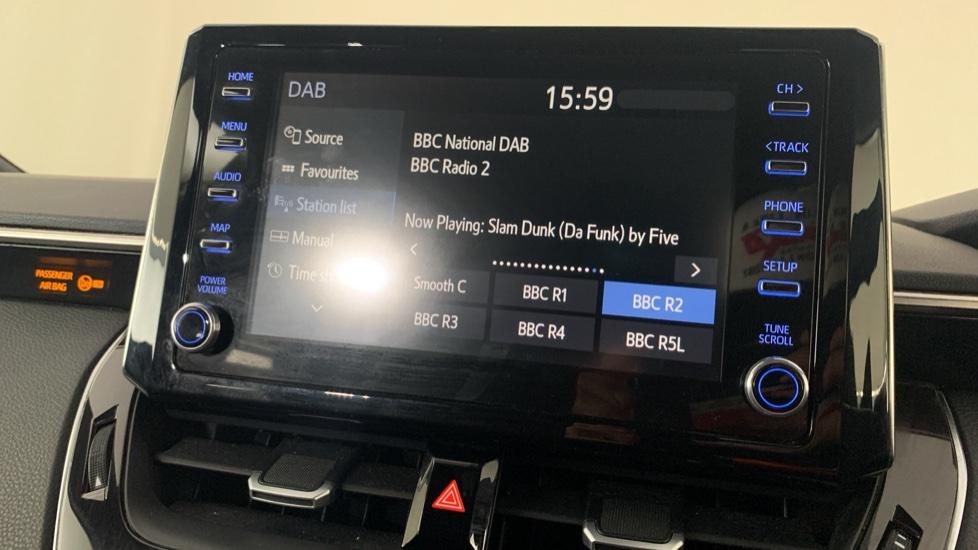 HOME
MENU
AUDIO
MAP
POWER
VOLUME
PASSENGER
AIR BAG
DAB
15:59
Source
Favourites
Station list
Manual
BBC National DAB
BBC Radio 2
Now Playing: Slam Dunk (Da Funk) by Five
<
>
Smooth C
BBC R1
BBC R2
BBC R3
BBC R4
BBC R5L
CH >
< TRACK
PHONE
SETUP
TUNE
SCROLL